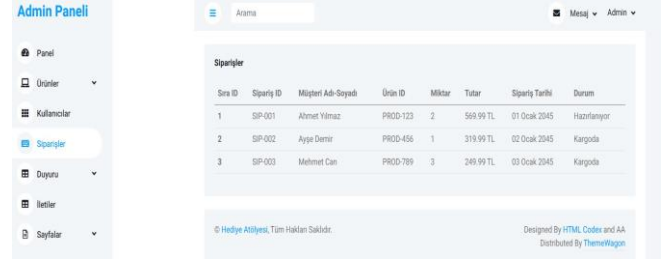 Admin Paneli
Arama
Mesaj
Admin
Panel
Ürünler
Kullanıcılar
Siparişler
Duyuru
İletiler
Sayfalar
Siparişler
Sıra ID Sipariş ID Müşteri Adı-Soyadı Ürün ID Miktar Tutar Sipariş Tarihi Durum
1 SIP-001 Ahmet Yılmaz PROD-123 2 569.99 TL 01 Ocak 2045 Hazırlanıyor
2 SIP-002 Ayşe Demir PROD-456 1 319.99 TL 02 Ocak 2045 Kargoda
3 SIP-003 Mehmet Can PROD-789 3 249.99 TL 03 Ocak 2045 Kargoda
© Hediye Atölyesi, Tüm Hakları Saklıdır.
Designed By HTML Codex and AA
Distributed By ThemeWagon